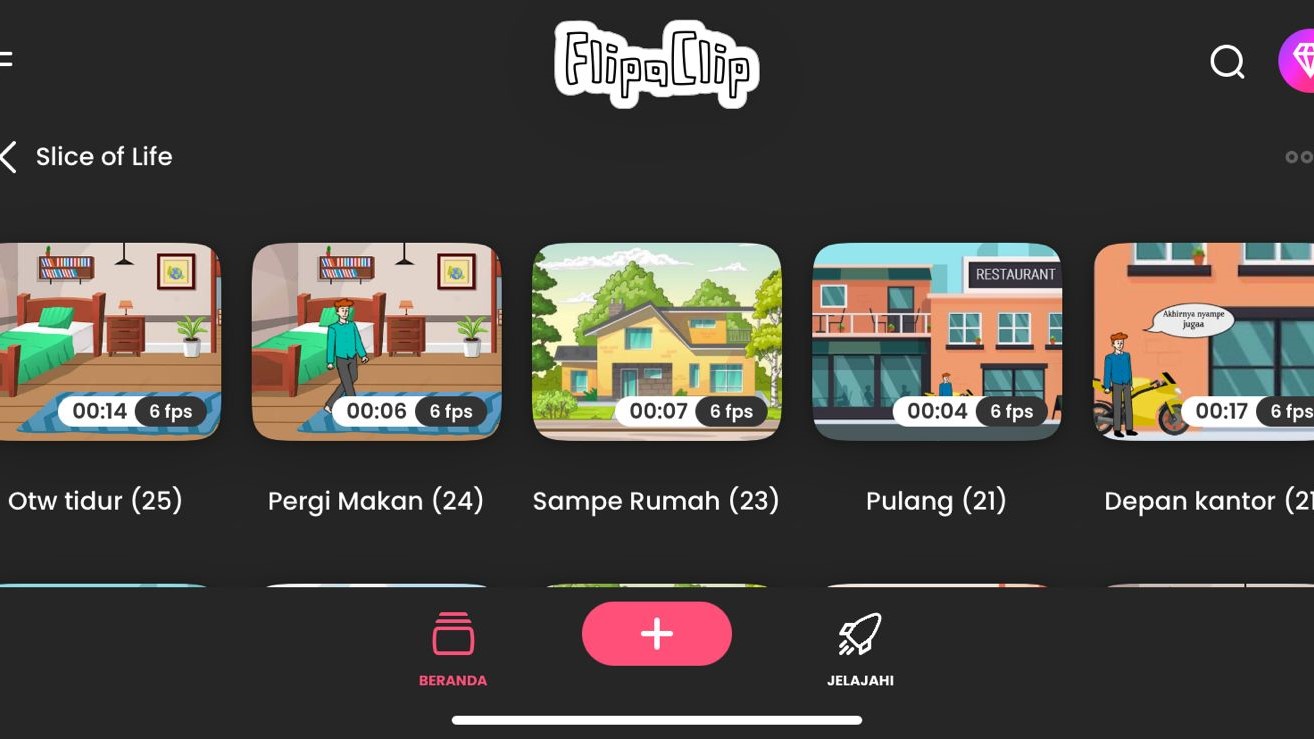 FlipaClip
Slice of Life
RESTAURANT
Akhirnya nyampe
jugaa
00:14 6 fps
00:06 6 fps
00:07 6 fps
00:04 6 fps
00:17 6 fps
Otw tidur (25)
Pergi Makan (24)
Sampe Rumah (23)
Pulang (21)
Depan kantor (21
BERANDA
JELAJAHI